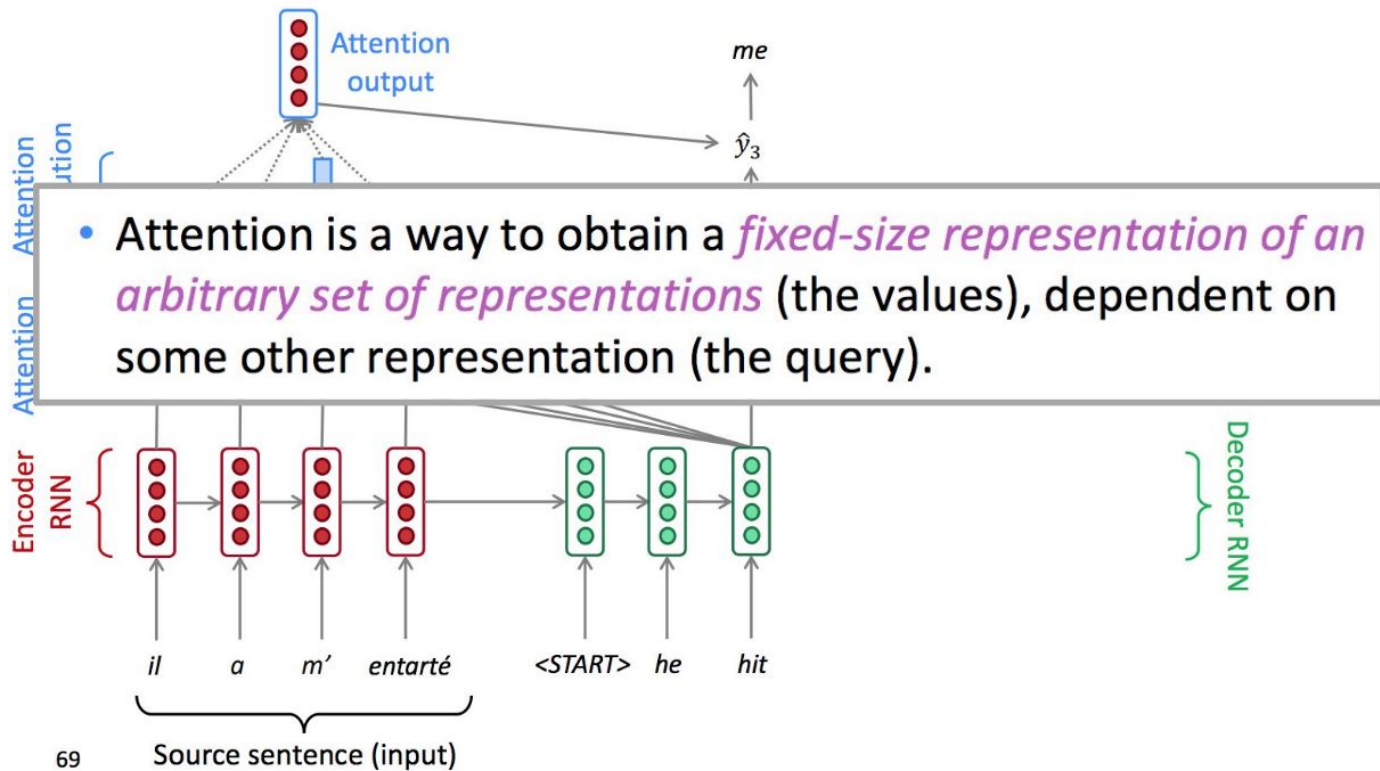 Attention
output
me
ŷ₃
Attention
• Attention is a way to obtain a fixed-size representation of an
arbitrary set of representations (the values), dependent on
some other representation (the query).
Attention
Encoder
RNN
Decoder RNN
il a m' entarté <START> he hit
Source sentence (input)
69